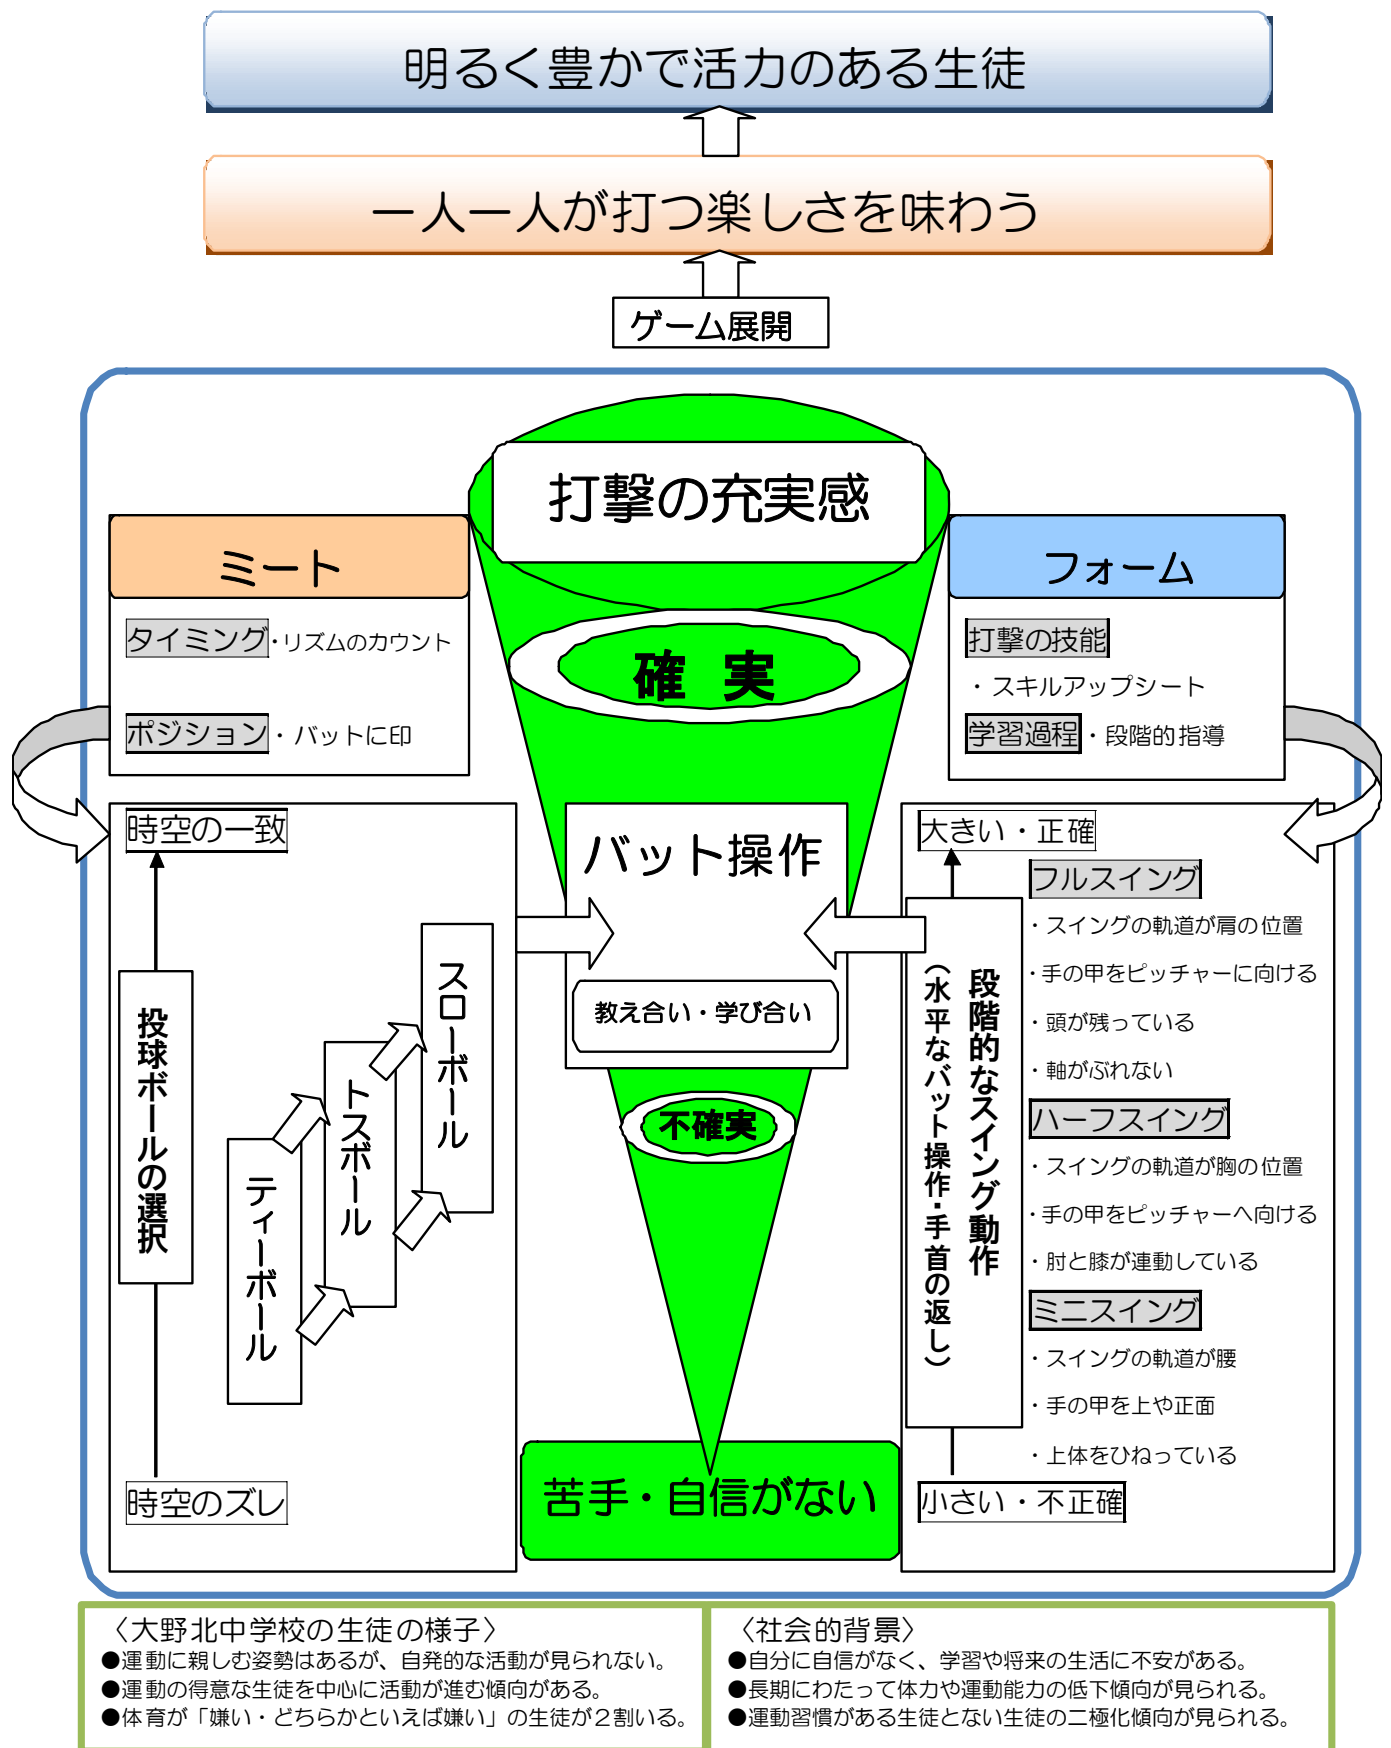 明るく豊かで活力のある生徒
一人一人が打つ楽しさを味わう
ゲーム展開
打撃の充実感
ミート
タイミング・リズムのカウント
ポジション・バットに印
フォーム
打撃の技能
・スキルアップシート
学習過程・段階的指導
確 実
時空の一致
投球ボールの選択
ティーボール
トスボール
スローボール
時空のズレ
バット操作
教え合い・学び合い
不確実
苦手・自信がない
大きい・正確
段階的なスイング動作
(水平なバット操作・手首の返し)
フルスイング
・スイングの軌道が肩の位置
・手の甲をピッチャーに向ける
・頭が残っている
・軸がぶれない
ハーフスイング
・スイングの軌道が胸の位置
・手の甲をピッチャーへ向ける
・肘と膝が連動している
ミニスイング
・スイングの軌道が腰
・手の甲を上や正面
・上体をひねっている
小さい・不正確
〈大野北中学校の生徒の様子〉
●運動に親しむ姿勢はあるが、自発的な活動が見られない。
●運動の得意な生徒を中心に活動が進む傾向がある。
●体育が「嫌い・どちらかといえば嫌い」の生徒が2割いる。
〈社会的背景〉
●自分に自信がなく、学習や将来の生活に不安がある。
●長期にわたって体力や運動能力の低下傾向が見られる。
●運動習慣がある生徒とない生徒の二極化傾向が見られる。